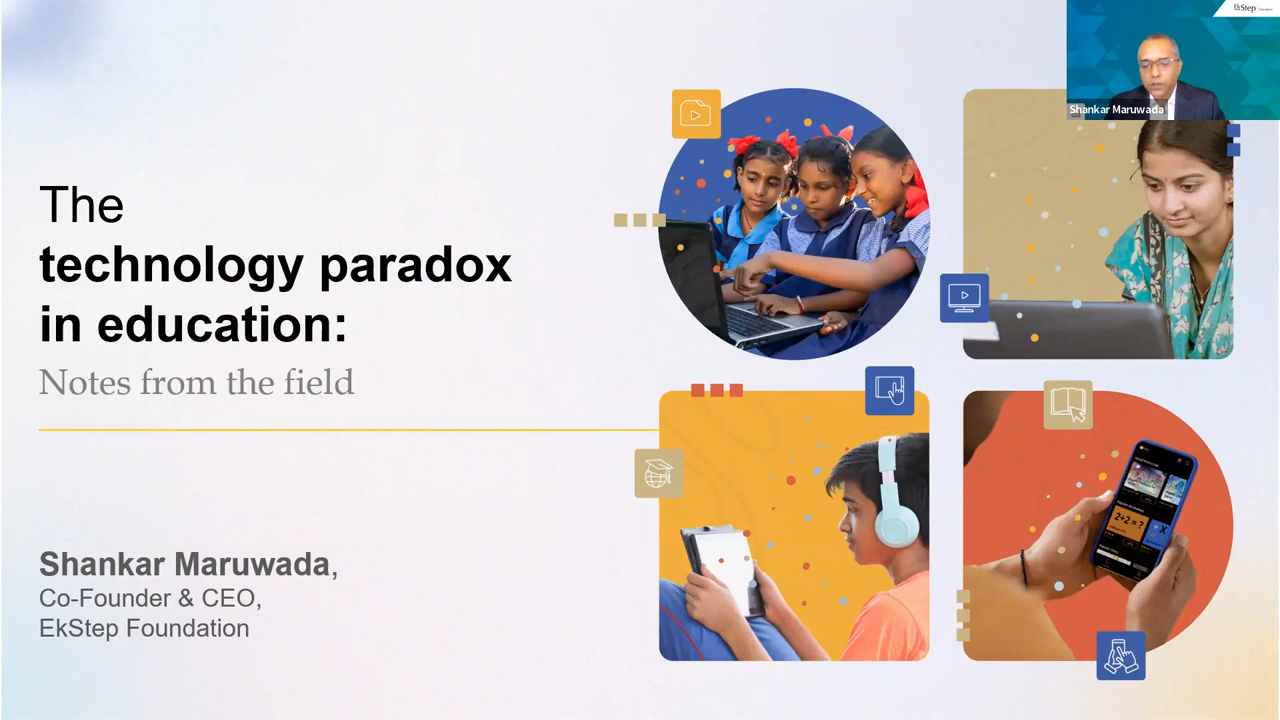 The
technology paradox
in education:
Notes from the field
Shankar Maruwada,
Co-Founder & CEO,
EkStep Foundation
EkStep
Shankar Maruwada
2+2 = ?